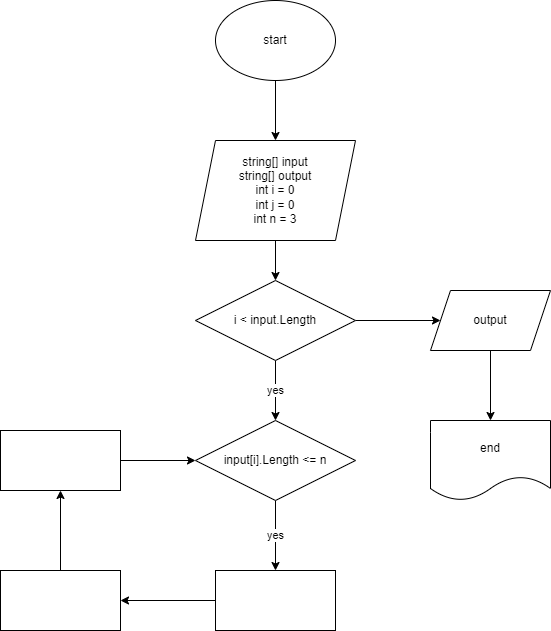 start
string[] input
string[] output
int i = 0
int j = 0
int n = 3
i < input.Length
output
yes
input[i].Length <= n
end
yes